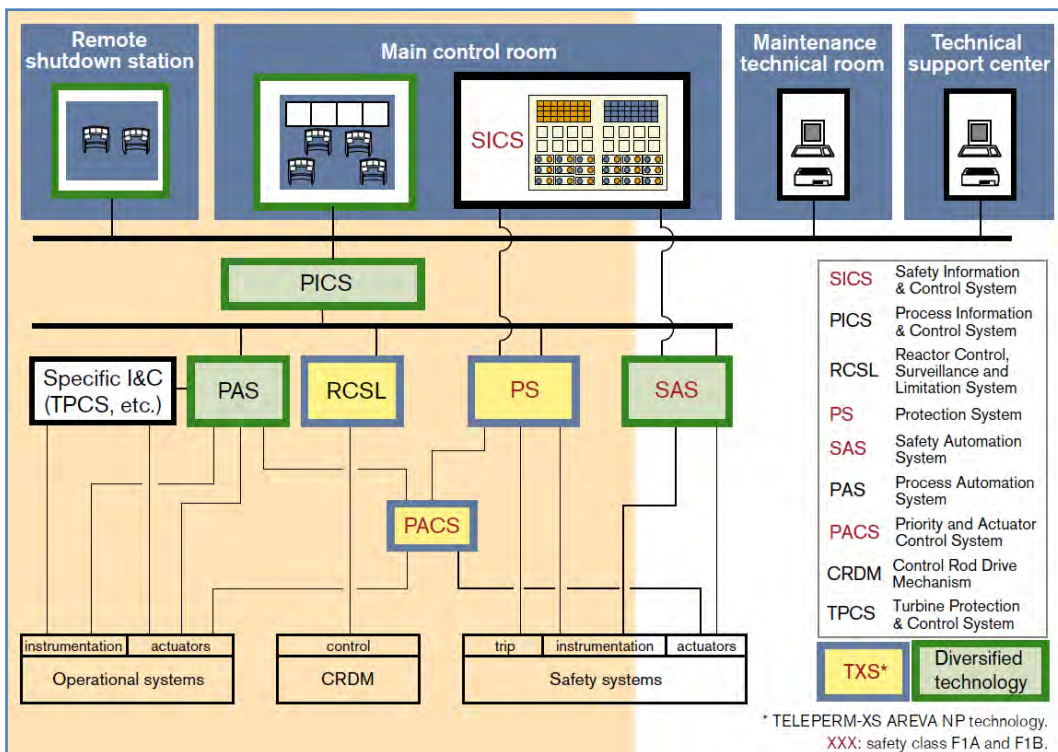 Remote
shutdown station
Main control room
Maintenance
technical room
Technical
support center
SICS
PICS
Specific I&C
(TPCS, etc.)
PAS
RCSL
PS
SAS
PACS
instrumentation
actuators
Operational systems
control
CRDM
trip
instrumentation
actuators
Safety systems
SICS
Safety Information
& Control System
PICS
Process Information
& Control System
RCSL
Reactor Control,
Surveillance and
Limitation System
PS
Protection System
SAS
Safety Automation
System
PAS
Process Automation
System
PACS
Priority and Actuator
Control System
CRDM
Control Rod Drive
Mechanism
TPCS
Turbine Protection
& Control System
TXS*
Diversified
technology
* TELEPERM-XS AREVA NP technology.
XXX: safety class F1A and F1B.